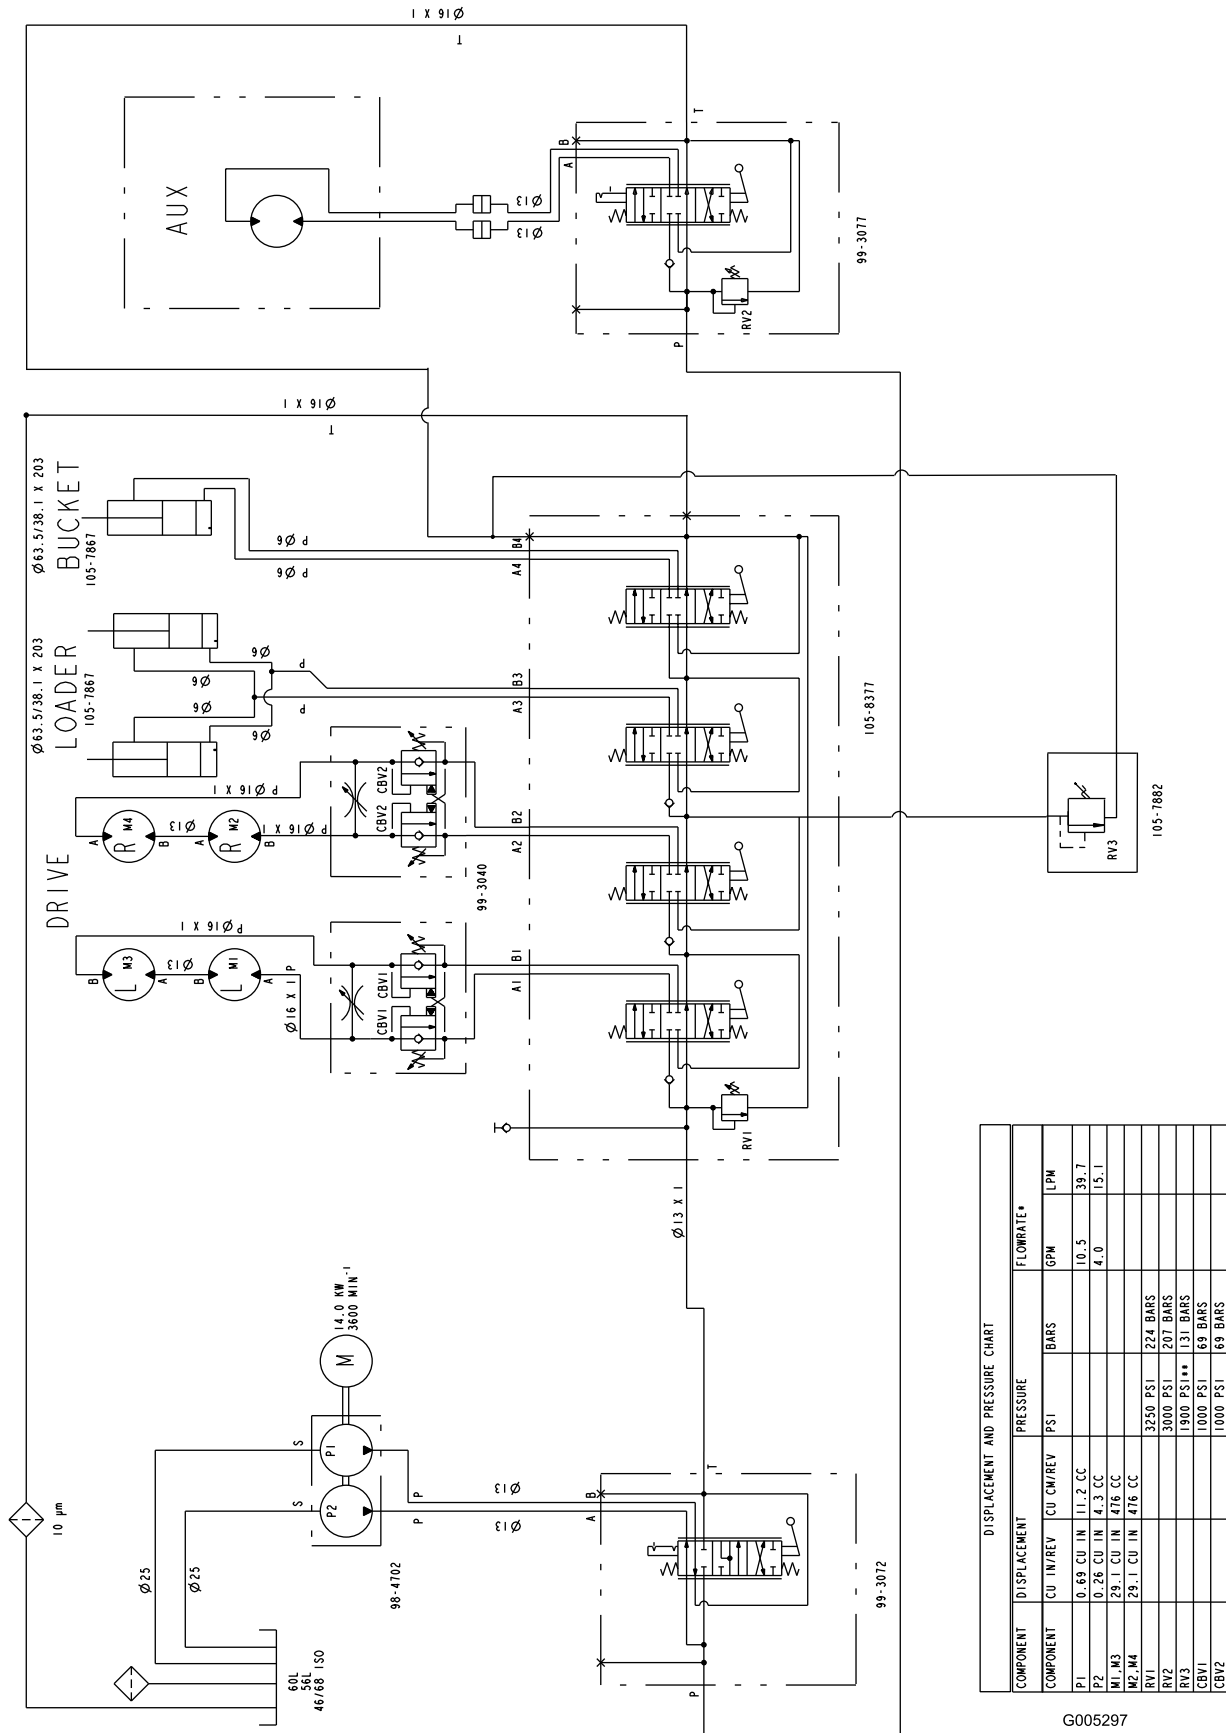 Ø16 X 1
T
AUX
Ø13
Ø13
B
A
T
P
RV2
99-3077
Ø16 X 1
T
Ø63.5/38.1 X 203
BUCKET
105-7867
Ø6 P
Ø6 P
A4 B4
Ø63.5/38.1 X 203
LOADER
105-7867
Ø6
Ø6
Ø6
Ø6
P
P
A3 B3
105-8377
DRIVE
PØ16 X 1
A R M4 B
Ø13
A R M2 B
PØ16 X 1
CBV2 CBV2
99-3040
A2 B2
RV3
105-7882
PØ16 X 1
B L M3 A
Ø13
B L M1 A
Ø16 X 1 P
CBV1 CBV1
A1 B1
RV1
Ø13 X 1
14.0 KW
3600 MIN-1
M
P1
P2
S
S
P
P
Ø13
Ø13
Ø25
Ø25
98-4702
10 µm
60L
56L
46/68 ISO
A B
T
P
99-3072
DISPLACEMENT AND PRESSURE CHART
COMPONENT DISPLACEMENT PRESSURE FLOWRATE*
COMPONENT CU IN/REV CU CM/REV PSI BARS GPM LPM
P1 0.69 CU IN 11.2 CC 10.5 39.7
P2 0.26 CU IN 4.3 CC 4.0 15.1
M1,M3 29.1 CU IN 476 CC
M2,M4 29.1 CU IN 476 CC
RV1 3250 PSI 224 BARS
RV2 3000 PSI 207 BARS
RV3 1900 PSI** 131 BARS
CBV1 1000 PSI 69 BARS
CBV2 1000 PSI 69 BARS
G005297